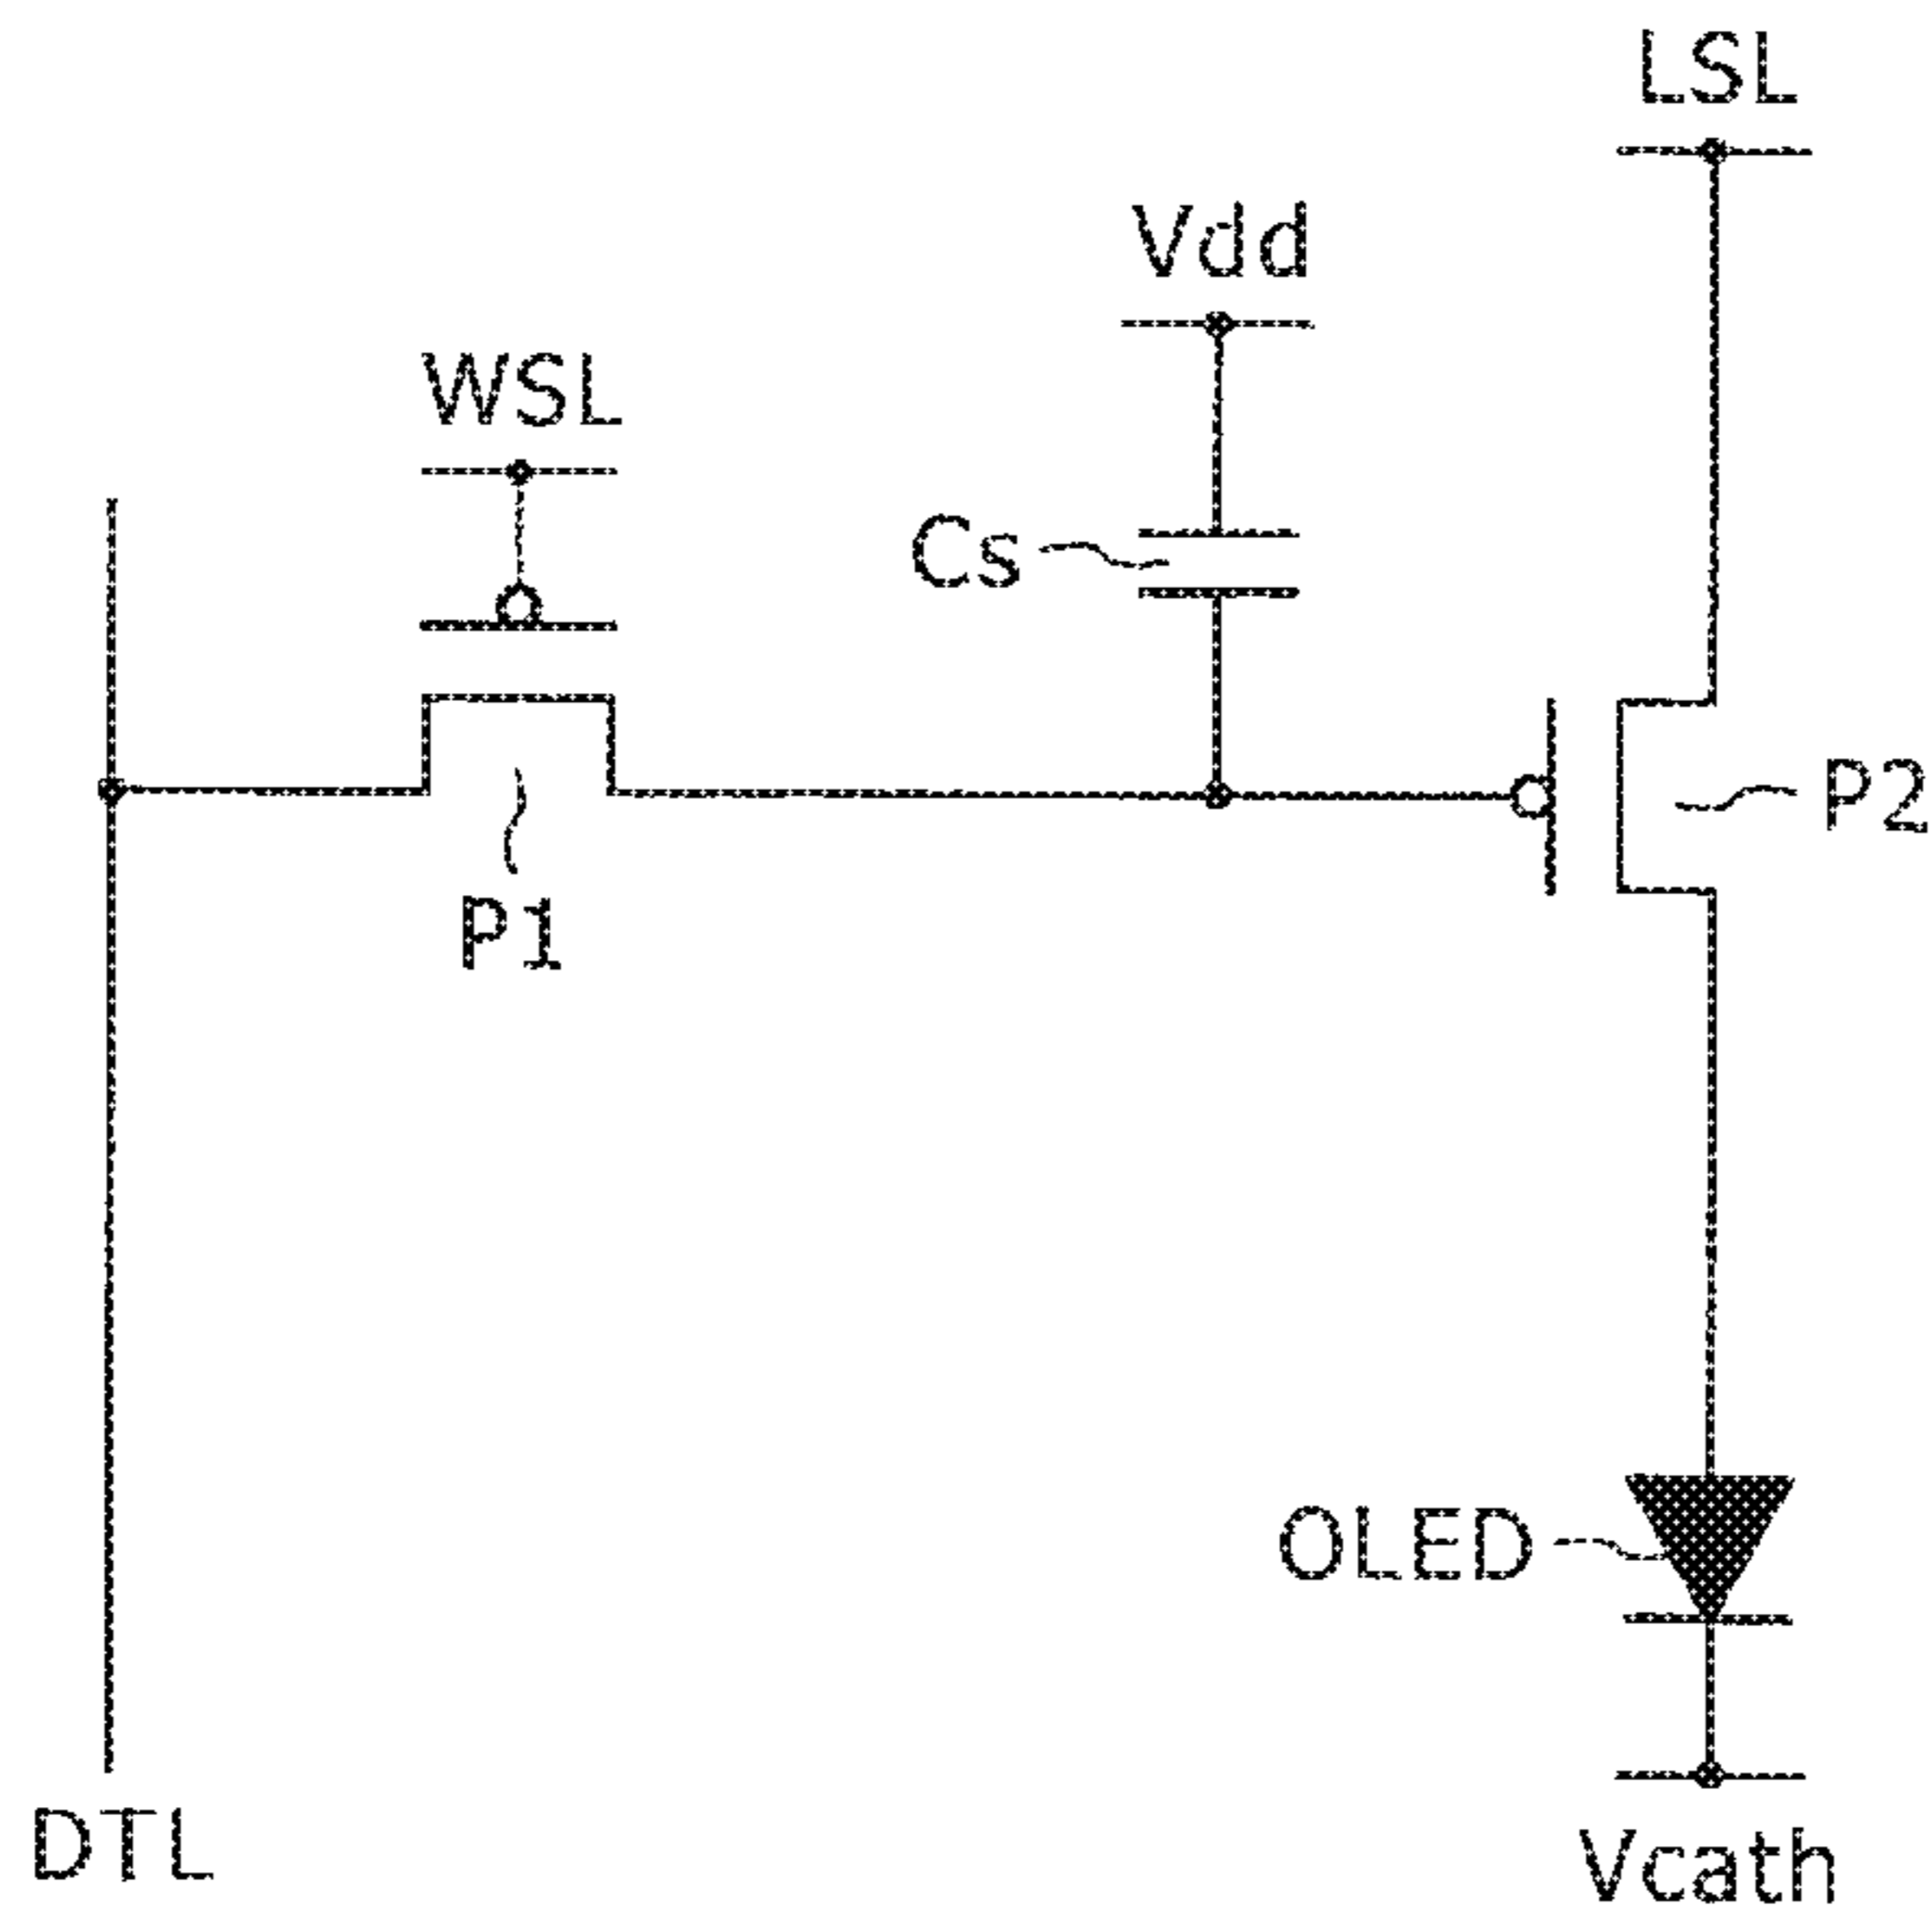 LSL
Vdd
WSL
Cs
P2
P1
OLED
DTL
Vcath